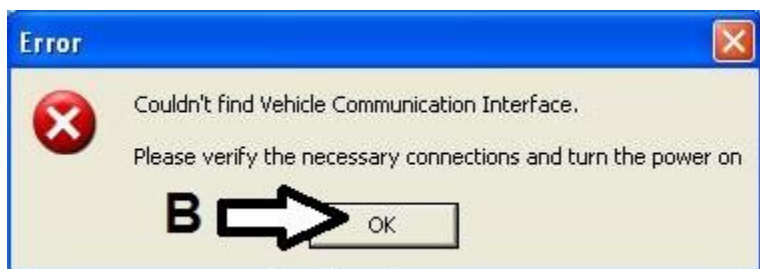 Error
Couldn't find Vehicle Communication Interface.
Please verify the necessary connections and turn the power on
B OK